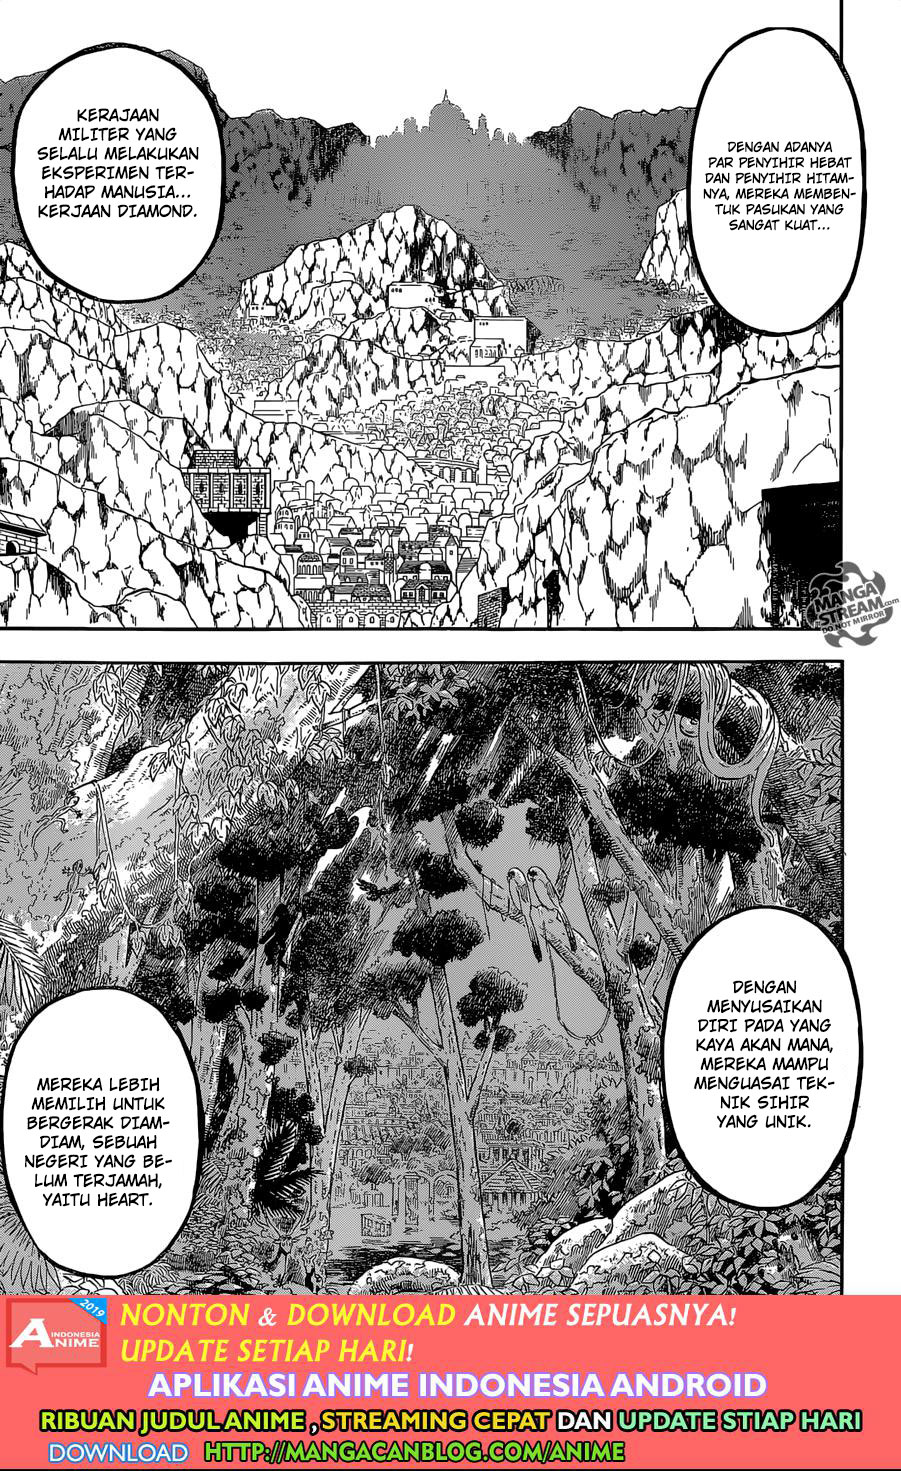 DENGAN ADANYA
PAR PENYIHIR HEBAT
DAN PENYIHIR HITAM-
NYA, MEREKA MEMBEN-
TUK PASUKAN YANG
SANGAT KUAT...
KERAJAAN
MILITER YANG
SELALU MELAKUKAN
EKSPERIMEN TER-
HADAP MANUSIA...
KERJAAN DIAMOND.
MANGA
STREAM.com
DO NOT MIRROR
DENGAN
MENYUSAIKAN
DIRI PADA YANG
KAYA AKAN MANA,
MEREKA MAMPU
MENGUASAI TEK-
NIK SIHIR
YANG UNIK.
MEREKA LEBIH
MEMILIH UNTUK
BERGERAK DIAM-
DIAM, SEBUAH
NEGERI YANG BE-
LUM TERJAMAH,
YAITU HEART.
2019
INDONESIA
ANIME
NONTON & DOWNLOAD ANIME SEPUASNYA!
UPDATE SETIAP HARI!
APLIKASI ANIME INDONESIA ANDROID
RIBUAN JUDUL ANIME , STREAMING CEPAT DAN UPDATE STIAP HARI
DOWNLOAD HTTP://MANGACANBLOG.COM/ANIME